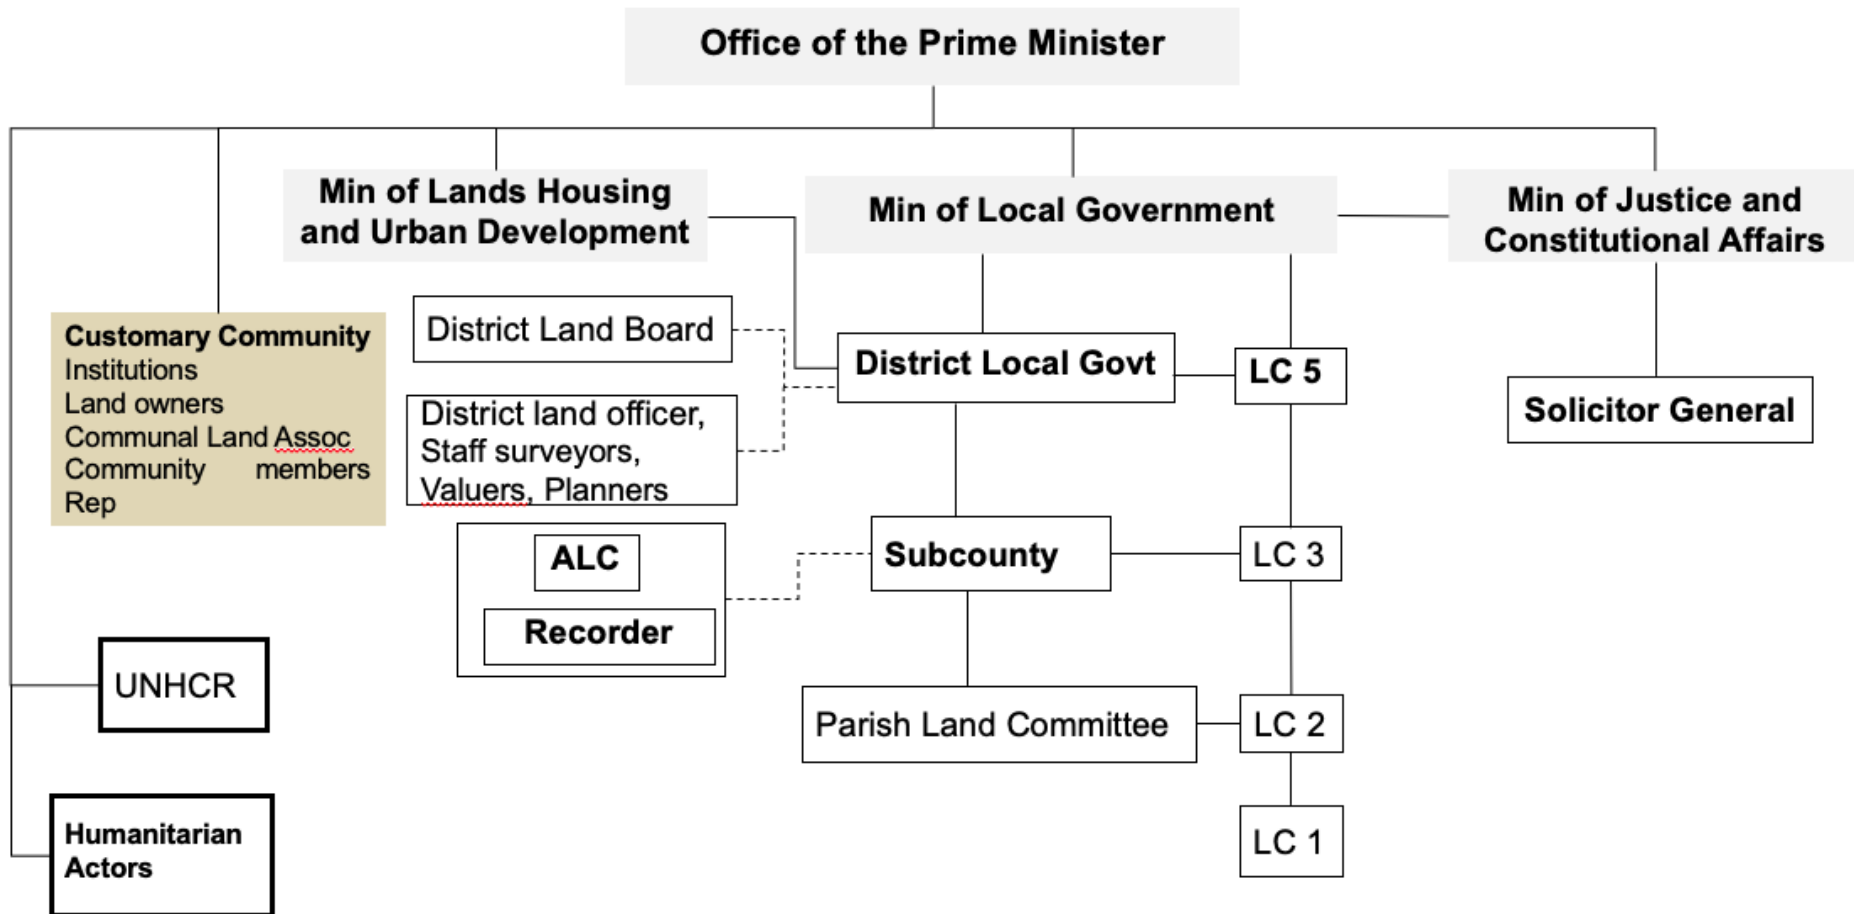 Office of the Prime Minister
Min of Lands Housing
and Urban Development
Min of Local Government
Min of Justice and
Constitutional Affairs
Customary Community
Institutions
Land owners
Communal Land Assoc
Community members
Rep
District Land Board
District Local Govt
LC 5
Solicitor General
District land officer,
Staff surveyors,
Valuers, Planners
ALC
Recorder
Subcounty
LC 3
UNHCR
Parish Land Committee
LC 2
Humanitarian
Actors
LC 1